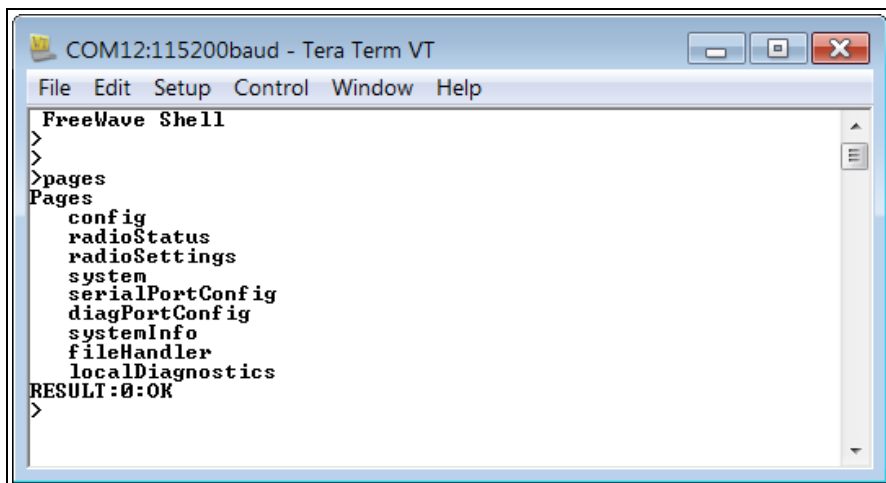 COM12:115200baud - Tera Term VT
File Edit Setup Control Window Help
FreeWave Shell
>
>
>pages
Pages
config
radioStatus
radioSettings
system
serialPortConfig
diagPortConfig
systemInfo
fileHandler
localDiagnostics
RESULT:0:OK
>